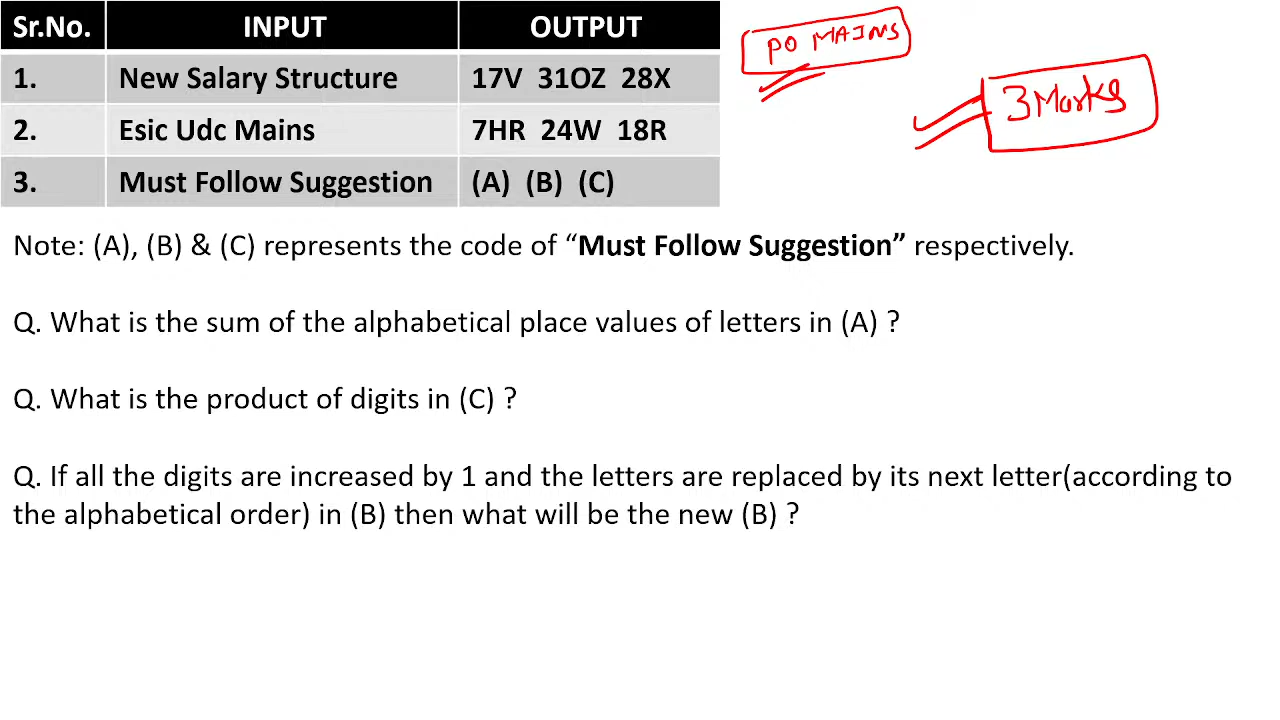 Sr.No. INPUT OUTPUT
PO MAINS
1. New Salary Structure 17V 31OZ 28X
3 Marks
2. Esic Udc Mains 7HR 24W 18R
3. Must Follow Suggestion (A) (B) (C)
Note: (A), (B) & (C) represents the code of “Must Follow Suggestion” respectively.
Q. What is the sum of the alphabetical place values of letters in (A) ?
Q. What is the product of digits in (C) ?
Q. If all the digits are increased by 1 and the letters are replaced by its next letter(according to
the alphabetical order) in (B) then what will be the new (B) ?